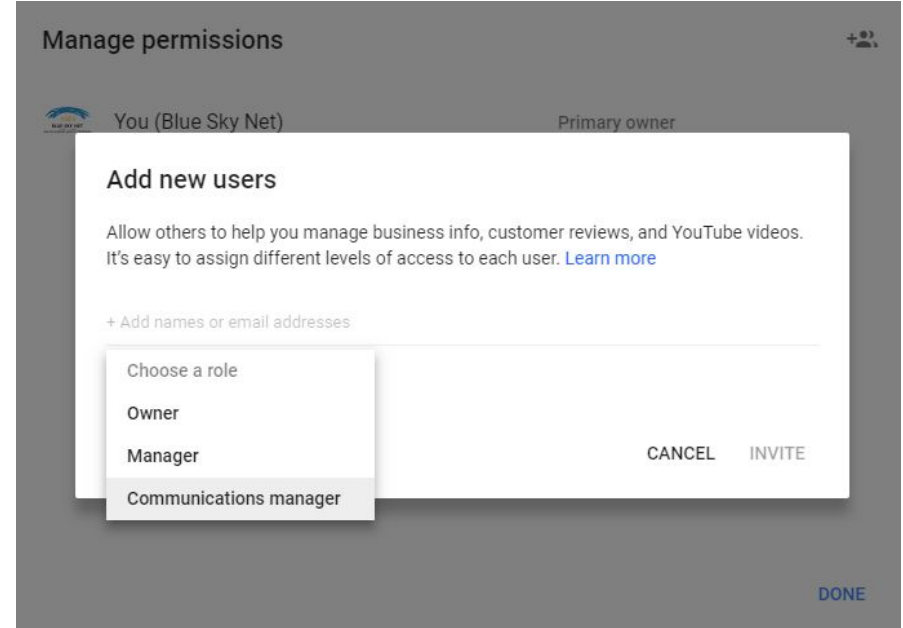 Manage permissions
You (Blue Sky Net)
Primary owner
Add new users
Allow others to help you manage business info, customer reviews, and YouTube videos.
It's easy to assign different levels of access to each user. Learn more
+ Add names or email addresses
Choose a role
Owner
Manager
Communications manager
CANCEL
INVITE
DONE